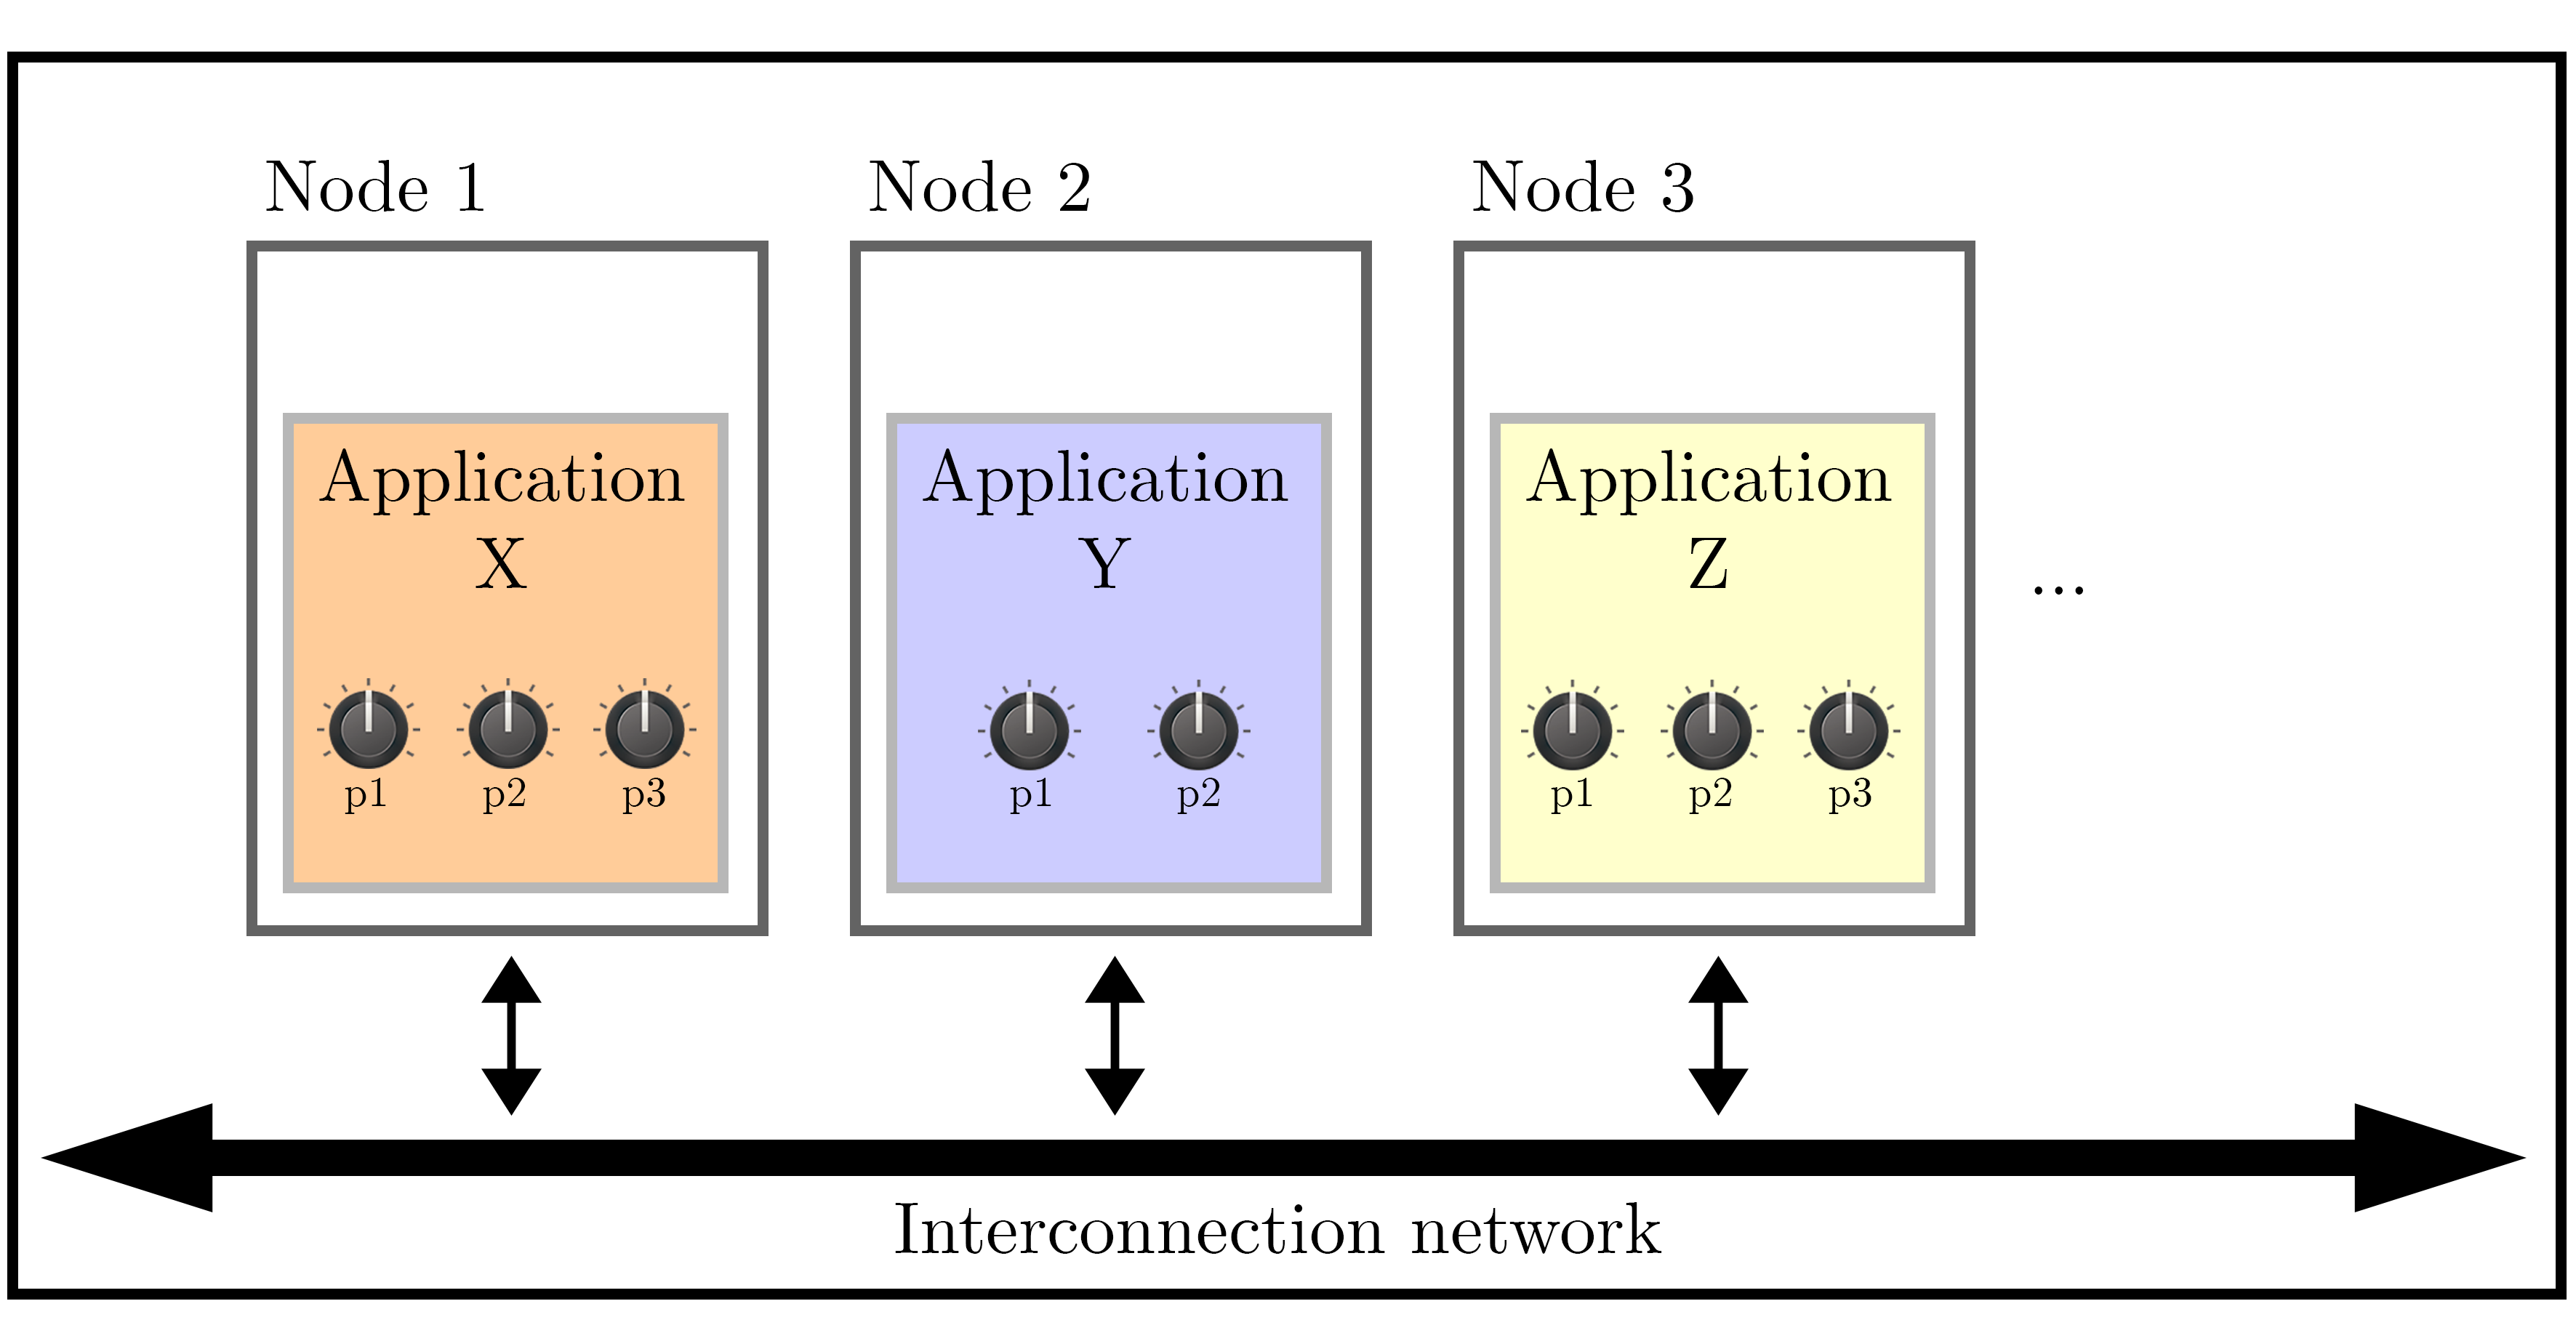 Node 1
Node 2
Node 3
Application
X
Application
Y
Application
Z
...
p1
p2
p3
p1
p2
p1
p2
p3
Interconnection network